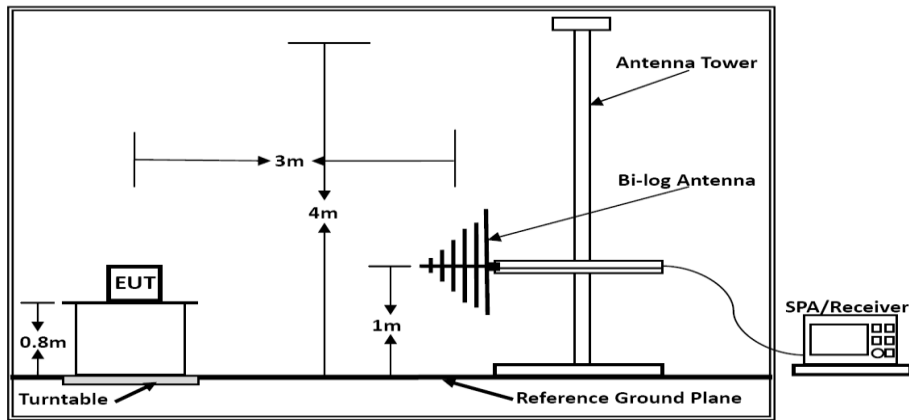 Antenna Tower
3m
Bi-log Antenna
4m
EUT
SPA/Receiver
0.8m
1m
Turntable
Reference Ground Plane